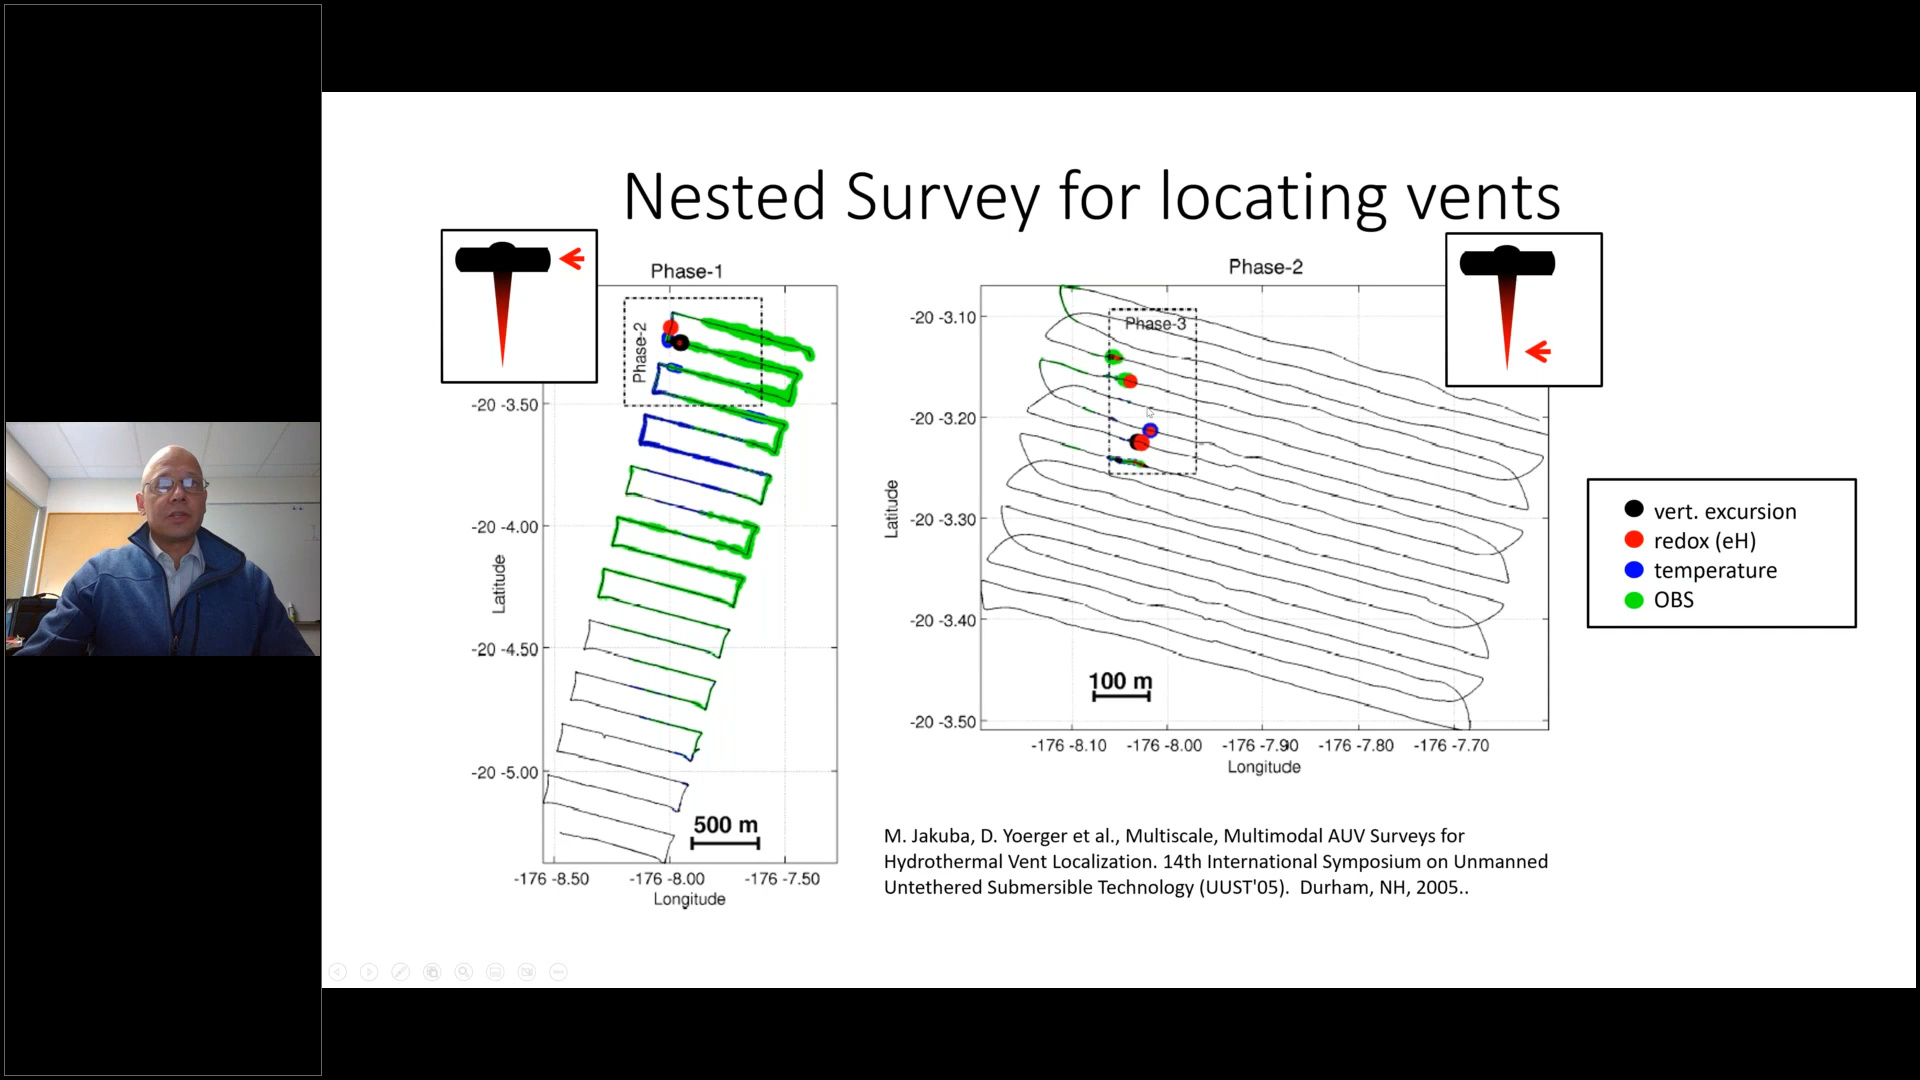 Nested Survey for locating vents
Phase-1
Phase-2
-20 -3.50
-20 -4.00
-20 -4.50
-20 -5.00
Latitude
500 m
-176 -8.50
-176 -8.00
-176 -7.50
Longitude
Phase-2
Phase-3
-20 -3.10
-20 -3.20
-20 -3.30
-20 -3.40
-20 -3.50
Latitude
100 m
-176 -8.10
-176 -8.00
-176 -7.90
-176 -7.80
-176 -7.70
Longitude
vert. excursion
redox (eH)
temperature
OBS
M. Jakuba, D. Yoerger et al., Multiscale, Multimodal AUV Surveys for
Hydrothermal Vent Localization. 14th International Symposium on Unmanned
Untethered Submersible Technology (UUST'05).  Durham, NH, 2005..